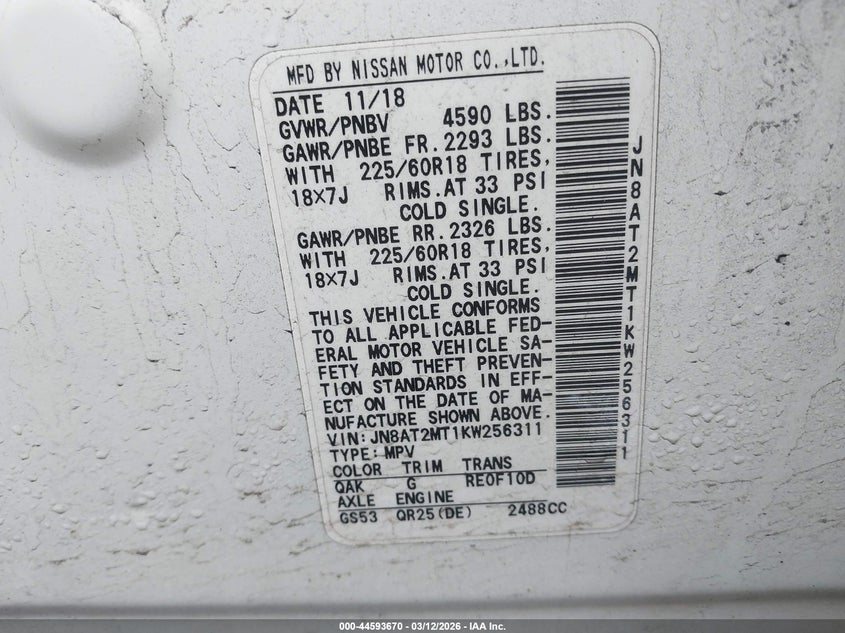 MFD BY NISSAN MOTOR CO.,LTD.
DATE 11/18
GVWR/PNBV 4590 LBS.
GAWR/PNBE FR. 2293 LBS.
WITH 225/60R18 TIRES,
18X7J RIMS. AT 33 PSI
COLD SINGLE.
GAWR/PNBE RR. 2326 LBS.
WITH 225/60R18 TIRES,
18X7J RIMS. AT 33 PSI
COLD SINGLE.
THIS VEHICLE CONFORMS
TO ALL APPLICABLE FED-
ERAL MOTOR VEHICLE SA-
FETY AND THEFT PREVEN-
TION STANDARDS IN EFF-
ECT ON THE DATE OF MA-
NUFACTURE SHOWN ABOVE.
VIN: JN8AT2MT1KW256311
TYPE: MPV
COLOR TRIM TRANS
QAK G RE0F10D
AXLE ENGINE
GS53 QR25(DE) 2488CC
JN8AT2MT1KW256311
000-44593670 - 03/12/2026 - IAA Inc.